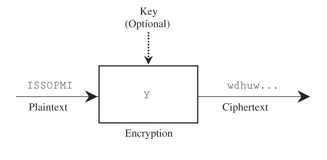 Key
(Optional)
ISSOPMI
Y
wdhuw...
Plaintext
Ciphertext
Encryption